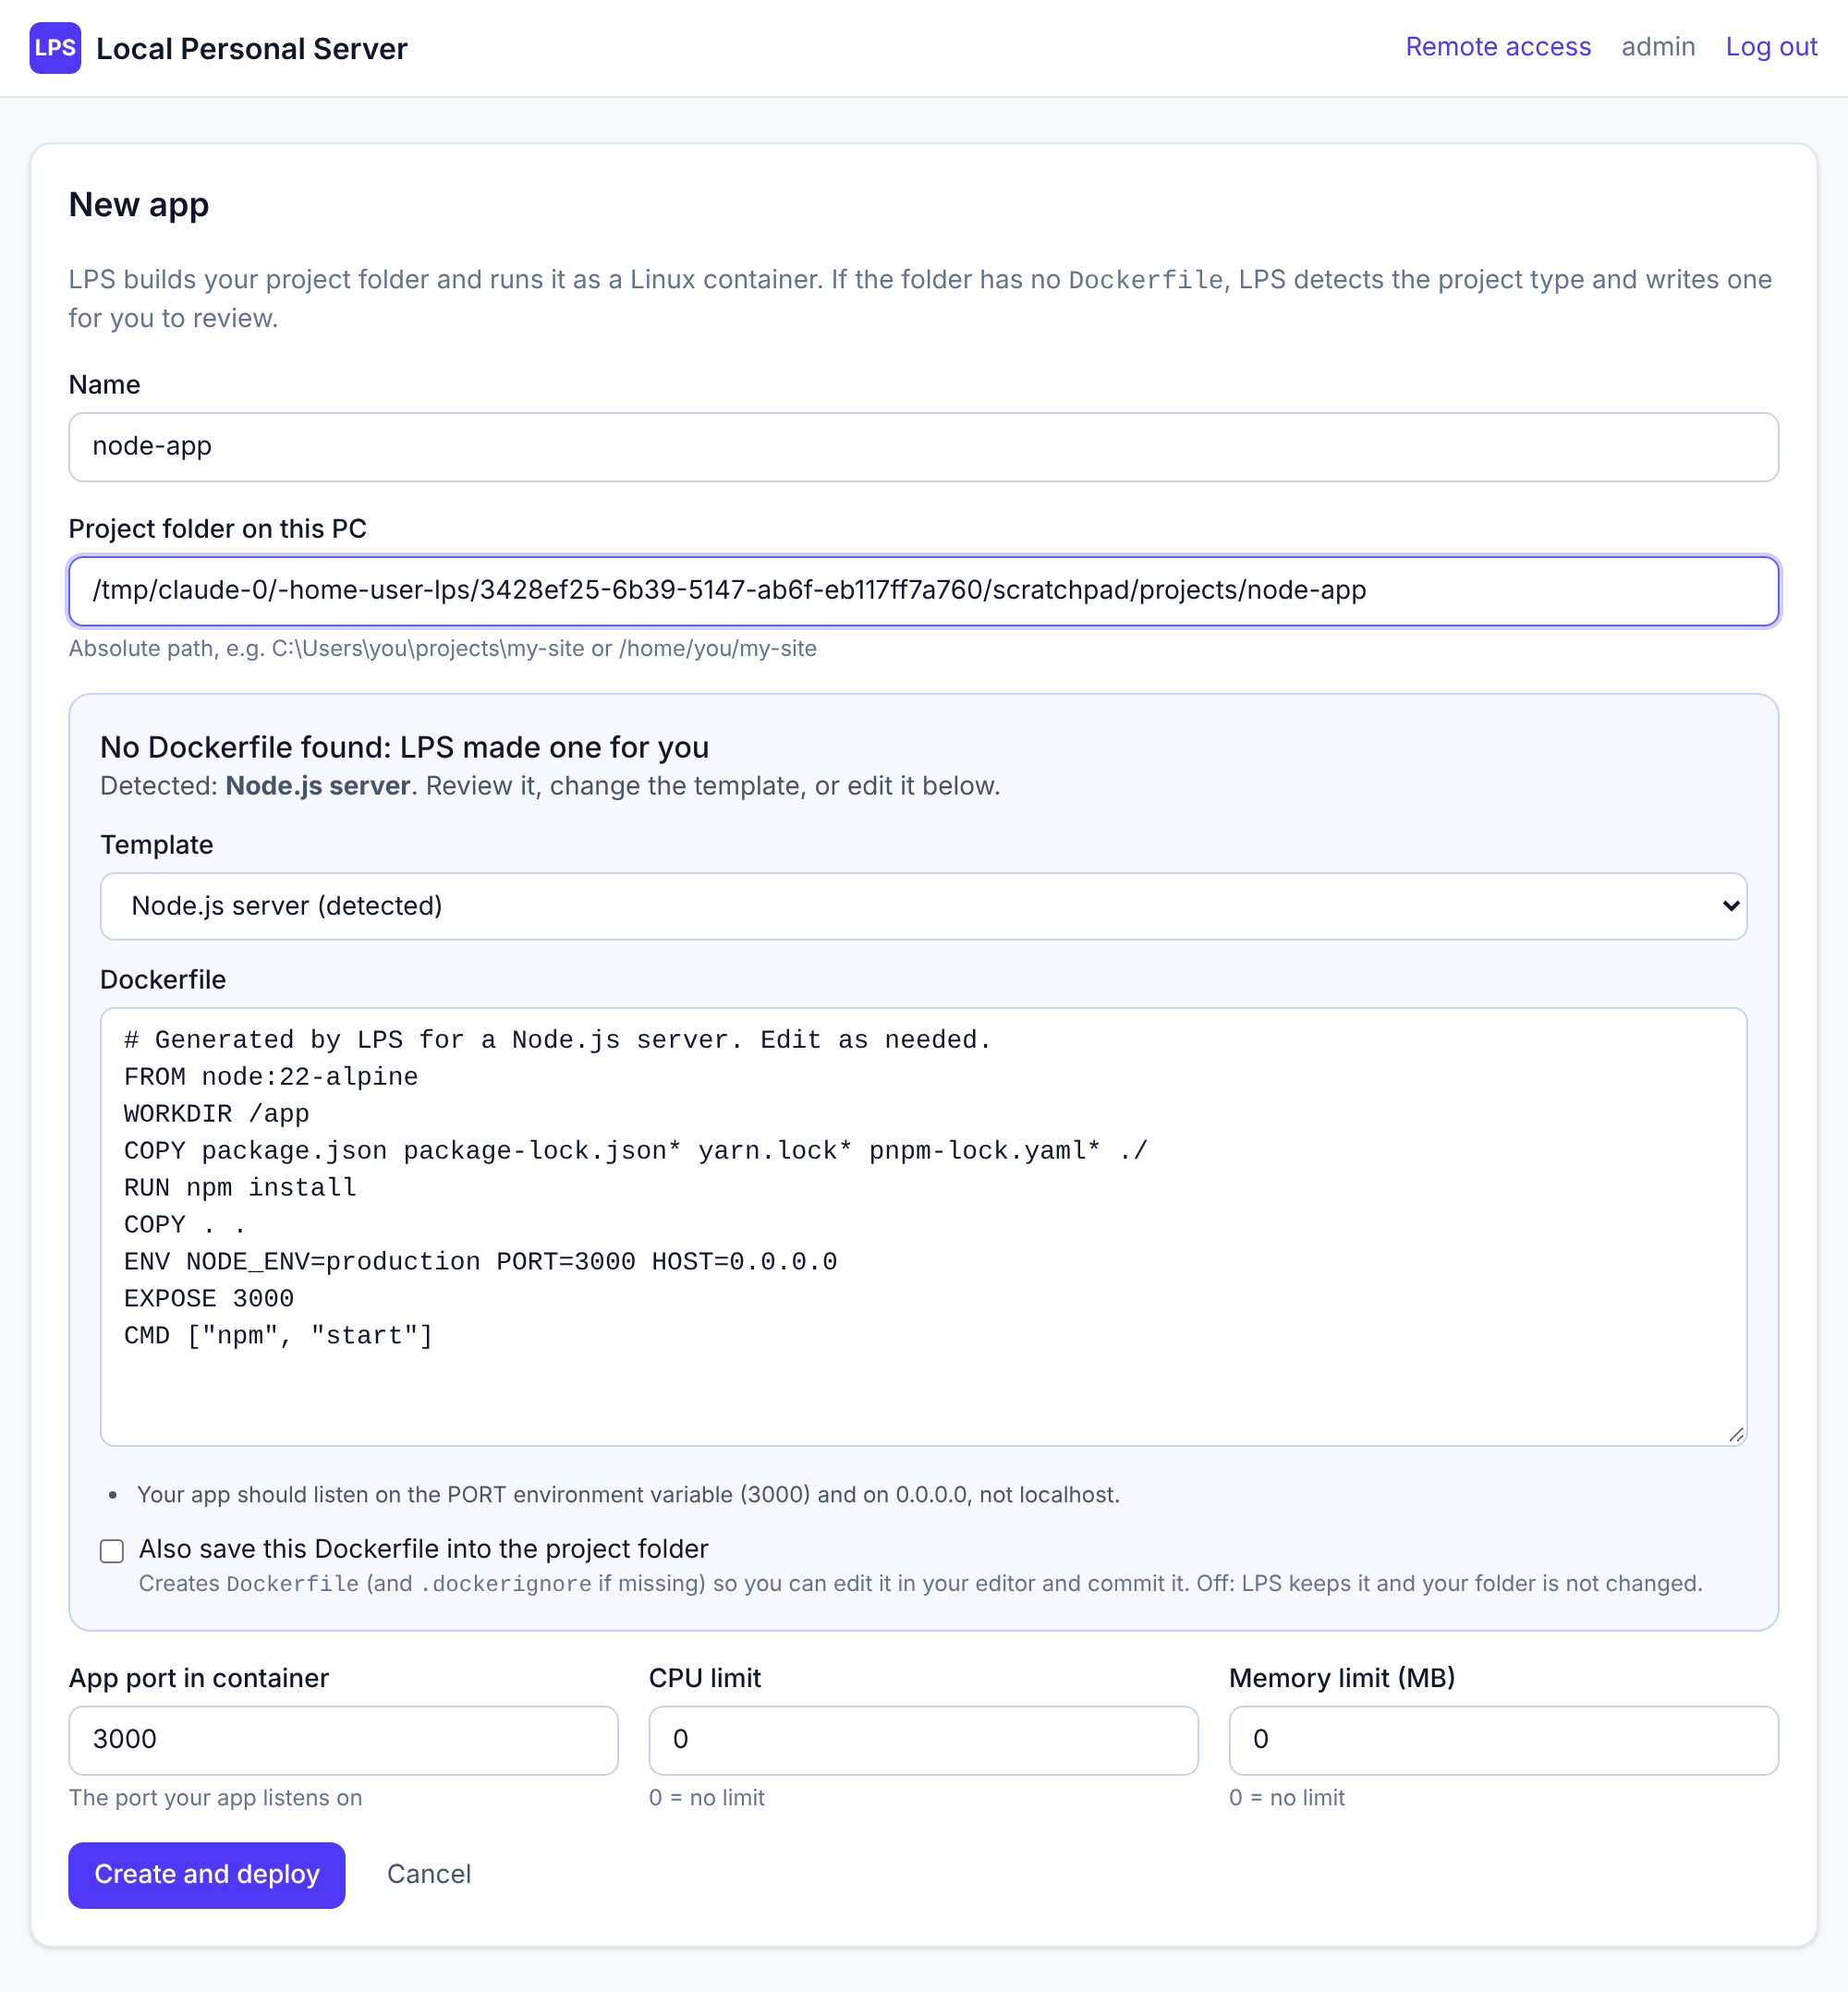 LPS Local Personal Server
Remote access admin Log out
New app
LPS builds your project folder and runs it as a Linux container. If the folder has no Dockerfile, LPS detects the project type and writes one
for you to review.
Name
node-app
Project folder on this PC
/tmp/claude-0/-home-user-lps/3428ef25-6b39-5147-ab6f-eb117ff7a760/scratchpad/projects/node-app
Absolute path, e.g. C:\Users\you\projects\my-site or /home/you/my-site
No Dockerfile found: LPS made one for you
Detected: Node.js server. Review it, change the template, or edit it below.
Template
Node.js server (detected)
Dockerfile
# Generated by LPS for a Node.js server. Edit as needed.
FROM node:22-alpine
WORKDIR /app
COPY package.json package-lock.json* yarn.lock* pnpm-lock.yaml* ./
RUN npm install
COPY . .
ENV NODE_ENV=production PORT=3000 HOST=0.0.0.0
EXPOSE 3000
CMD ["npm", "start"]
• Your app should listen on the PORT environment variable (3000) and on 0.0.0.0, not localhost.
Also save this Dockerfile into the project folder
Creates Dockerfile (and .dockerignore if missing) so you can edit it in your editor and commit it. Off: LPS keeps it and your folder is not changed.
App port in container CPU limit Memory limit (MB)
3000 0 0
The port your app listens on 0 = no limit 0 = no limit
Create and deploy Cancel